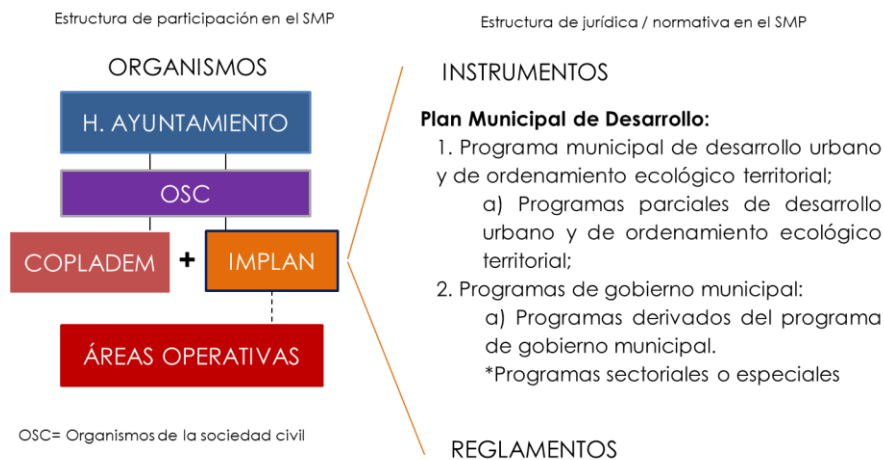 Estructura de participación en el SMP
ORGANISMOS
H. AYUNTAMIENTO
OSC
COPLADEM + IMPLAN
ÁREAS OPERATIVAS
OSC= Organismos de la sociedad civil
Estructura de jurídica / normativa en el SMP
INSTRUMENTOS
Plan Municipal de Desarrollo:
1. Programa municipal de desarrollo urbano
y de ordenamiento ecológico territorial;
a) Programas parciales de desarrollo
urbano y de ordenamiento ecológico
territorial;
2. Programas de gobierno municipal:
a) Programas derivados del programa
de gobierno municipal.
*Programas sectoriales o especiales
REGLAMENTOS